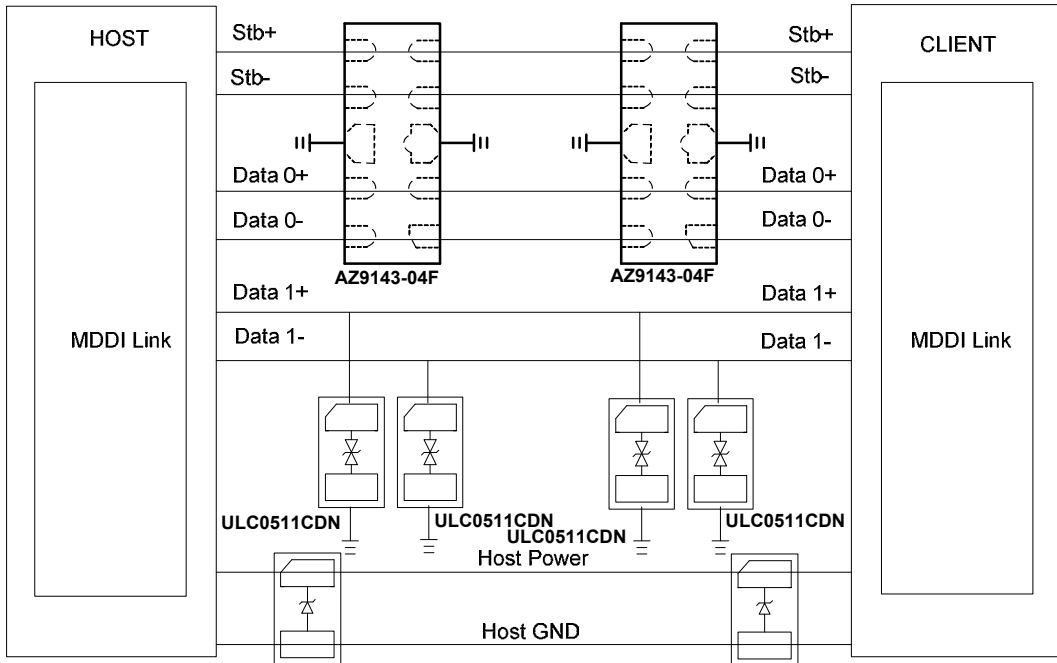 HOST
CLIENT
Stb+
Stb+
Stb-
Stb-
Data 0+
Data 0+
Data 0-
Data 0-
AZ9143-04F
AZ9143-04F
Data 1+
Data 1+
MDDI Link
Data 1-
Data 1-
MDDI Link
ULC0511CDN
ULC0511CDN
ULC0511CDN
ULC0511CDN
Host Power
Host GND